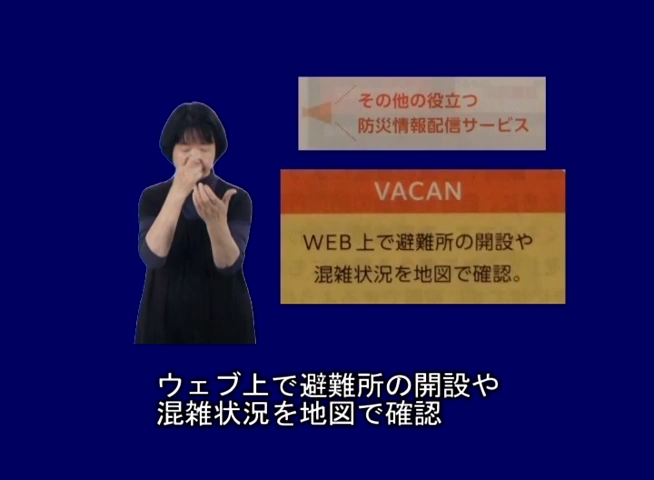 その他の役立つ
防災情報配信サービス
VACAN
WEB上で避難所の開設や
混雑状況を地図で確認。
ウェブ上で避難所の開設や
混雑状況を地図で確認